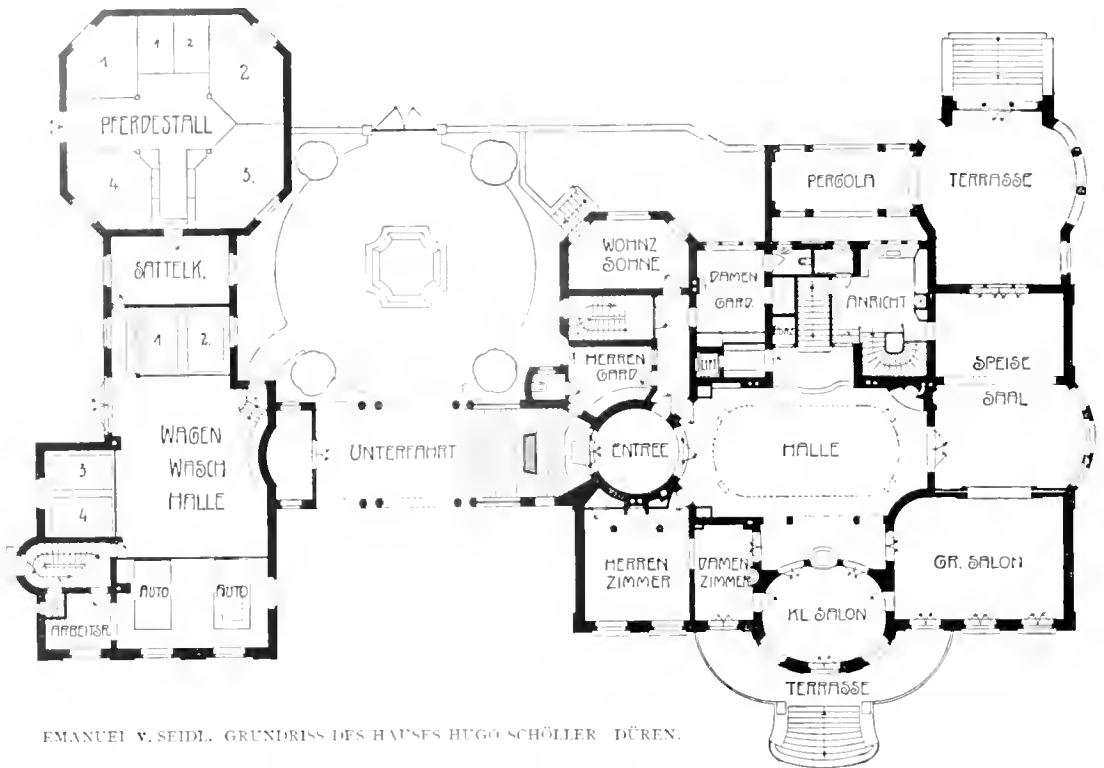 1
1
2
2.
PFERDESTALL
4
3.
SATTELK.
1
2.
WAGEN
WASCH
HALLE
3
4
AUTO
AUTO
ARBEITSR.
UNTERFAHRT
WOHNZ
SÖHNE
HERREN
GARD.
ENTREE
HERREN
ZIMMER
DAMEN
GARD.
LIFT
DAMEN
ZIMMER
HALLE
ANRICHT
PERGOLA
TERRASSE
SPEISE
SAAL
GR. SALON
KL. SALON
TERRASSE
EMANUEL V. SEIDL. GRUNDRISS DES HAUSES HUGO SCHÖLLER DÜREN.